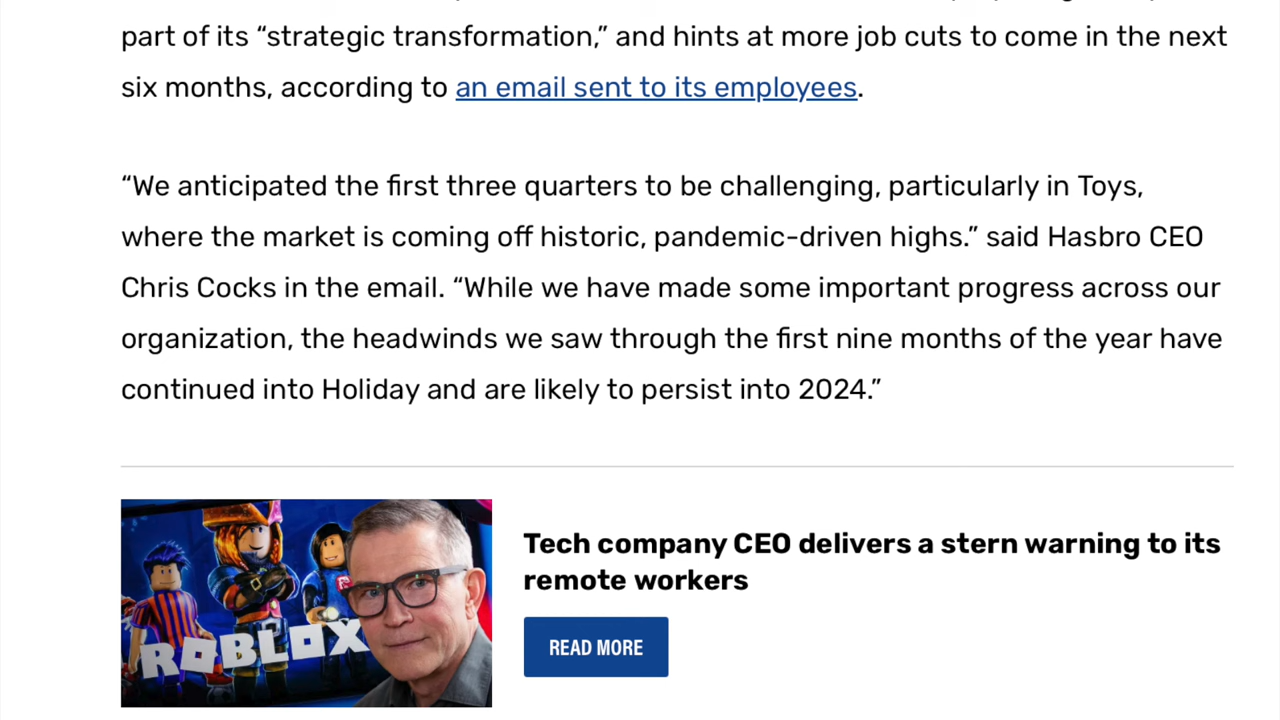 part of its “strategic transformation,” and hints at more job cuts to come in the next
six months, according to an email sent to its employees.
“We anticipated the first three quarters to be challenging, particularly in Toys,
where the market is coming off historic, pandemic-driven highs.” said Hasbro CEO
Chris Cocks in the email. “While we have made some important progress across our
organization, the headwinds we saw through the first nine months of the year have
continued into Holiday and are likely to persist into 2024.”
ROBLOX
Tech company CEO delivers a stern warning to its
remote workers
READ MORE